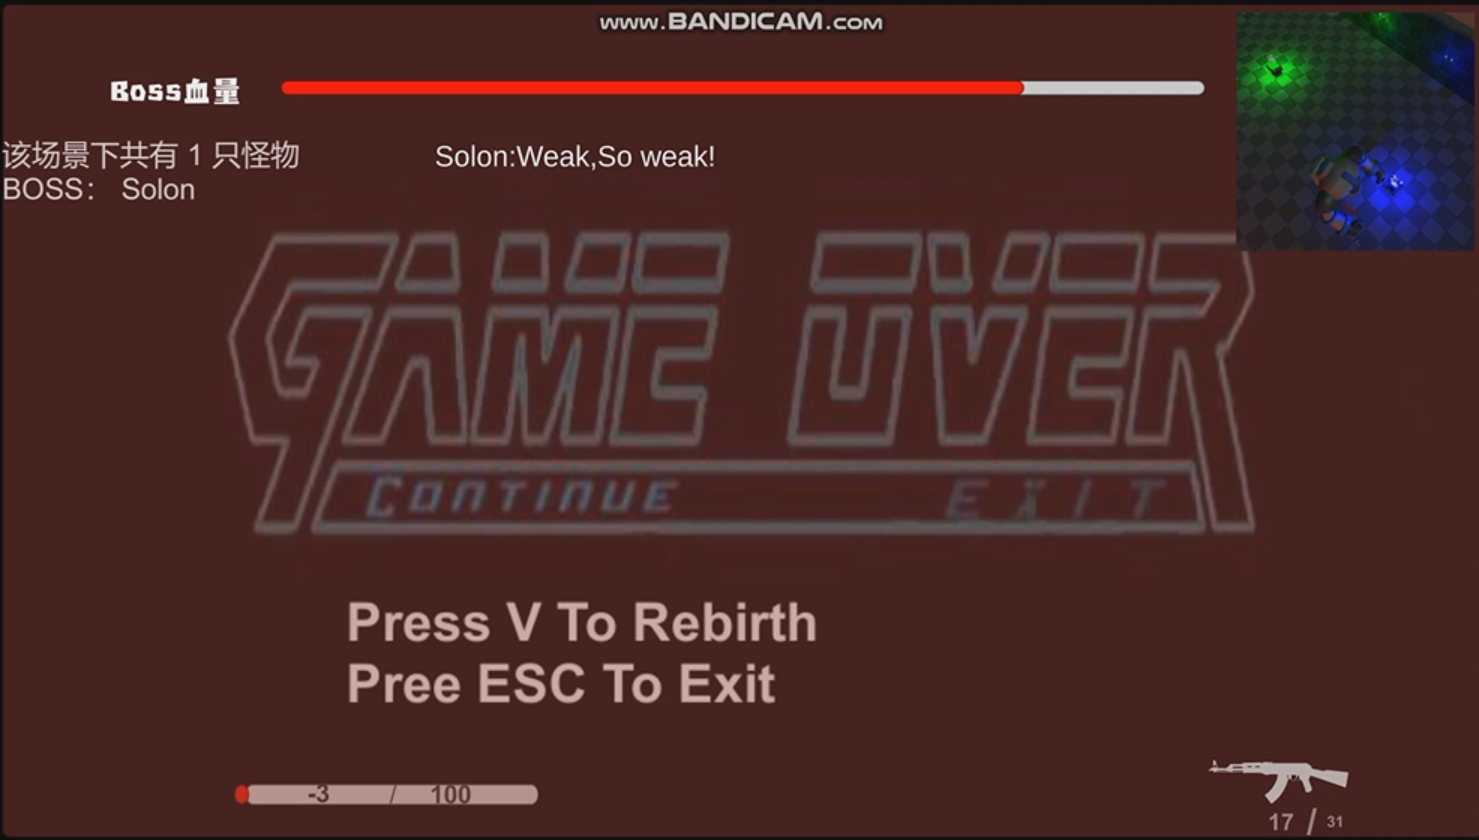 www.BANDICAM.com
Boss血量
该场景下共有 1 只怪物
BOSS： Solon
Solon:Weak,So weak!
GAME OVER
CONTINUE EXIT
Press V To Rebirth
Pree ESC To Exit
-3 / 100
17 / 31